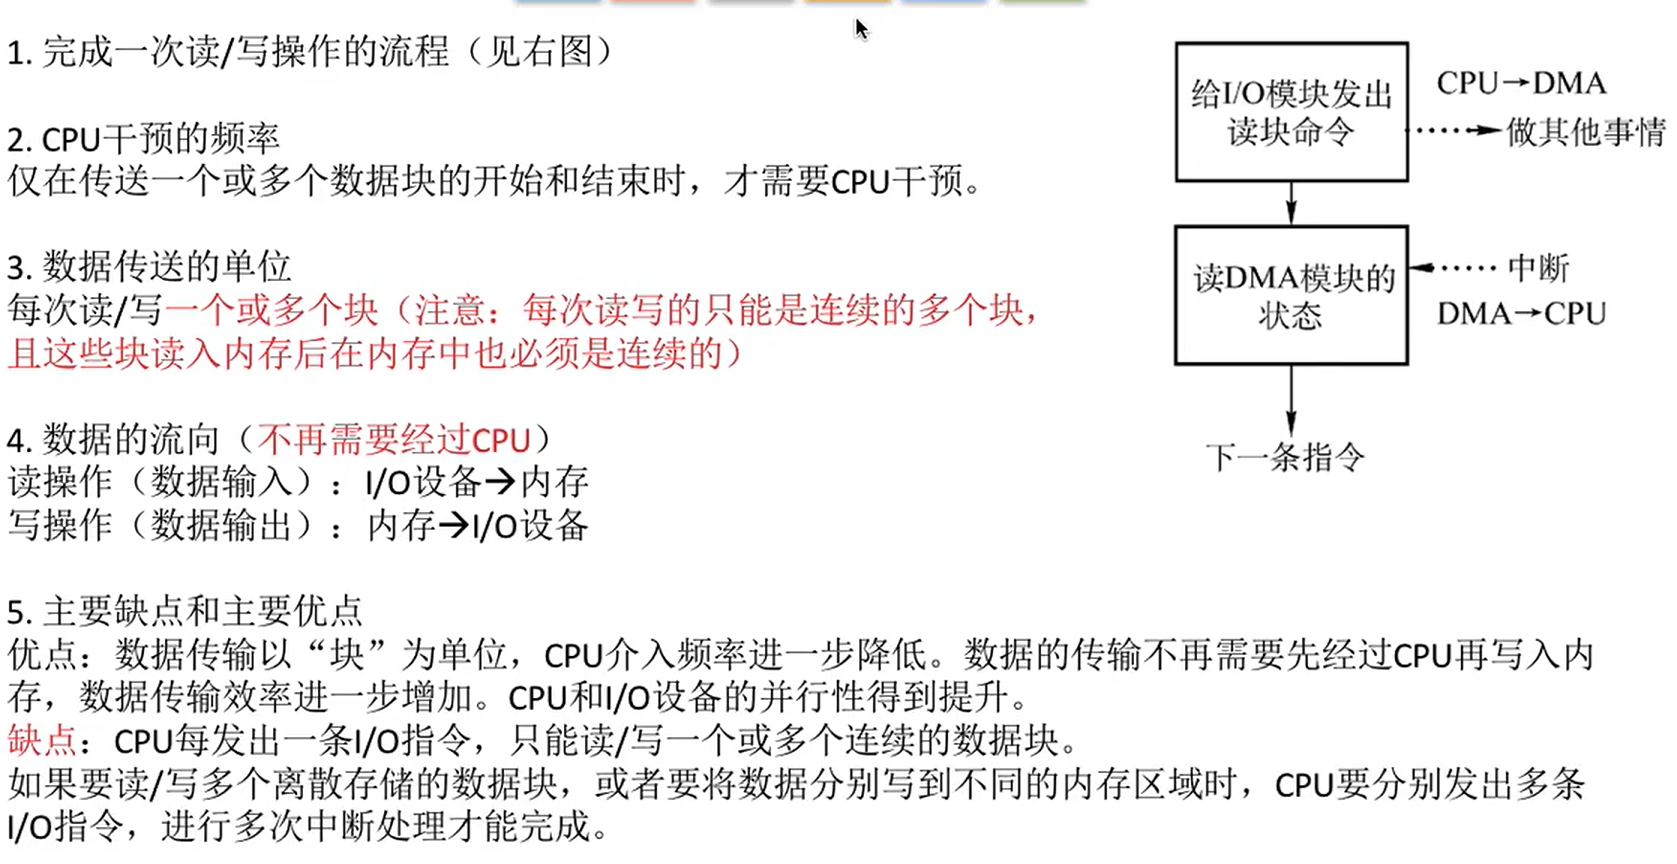 1. 完成一次读/写操作的流程（见右图）
2. CPU干预的频率
仅在传送一个或多个数据块的开始和结束时，才需要CPU干预。
3. 数据传送的单位
每次读/写一个或多个块（注意：每次读写的只能是连续的多个块，
且这些块读入内存后在内存中也必须是连续的）
4. 数据的流向（不再需要经过CPU）
读操作（数据输入）：I/O设备→内存
写操作（数据输出）：内存→I/O设备
5. 主要缺点和主要优点
优点：数据传输以“块”为单位，CPU介入频率进一步降低。数据的传输不再需要先经过CPU再写入内
存，数据传输效率进一步增加。CPU和I/O设备的并行性得到提升。
缺点：CPU每发出一条I/O指令，只能读/写一个或多个连续的数据块。
如果要读/写多个离散存储的数据块，或者要将数据分别写到不同的内存区域时，CPU要分别发出多条
I/O指令，进行多次中断处理才能完成。
给I/O模块发出
读块命令
CPU→DMA
做其他事情
读DMA模块的
状态
中断
DMA→CPU
下一条指令